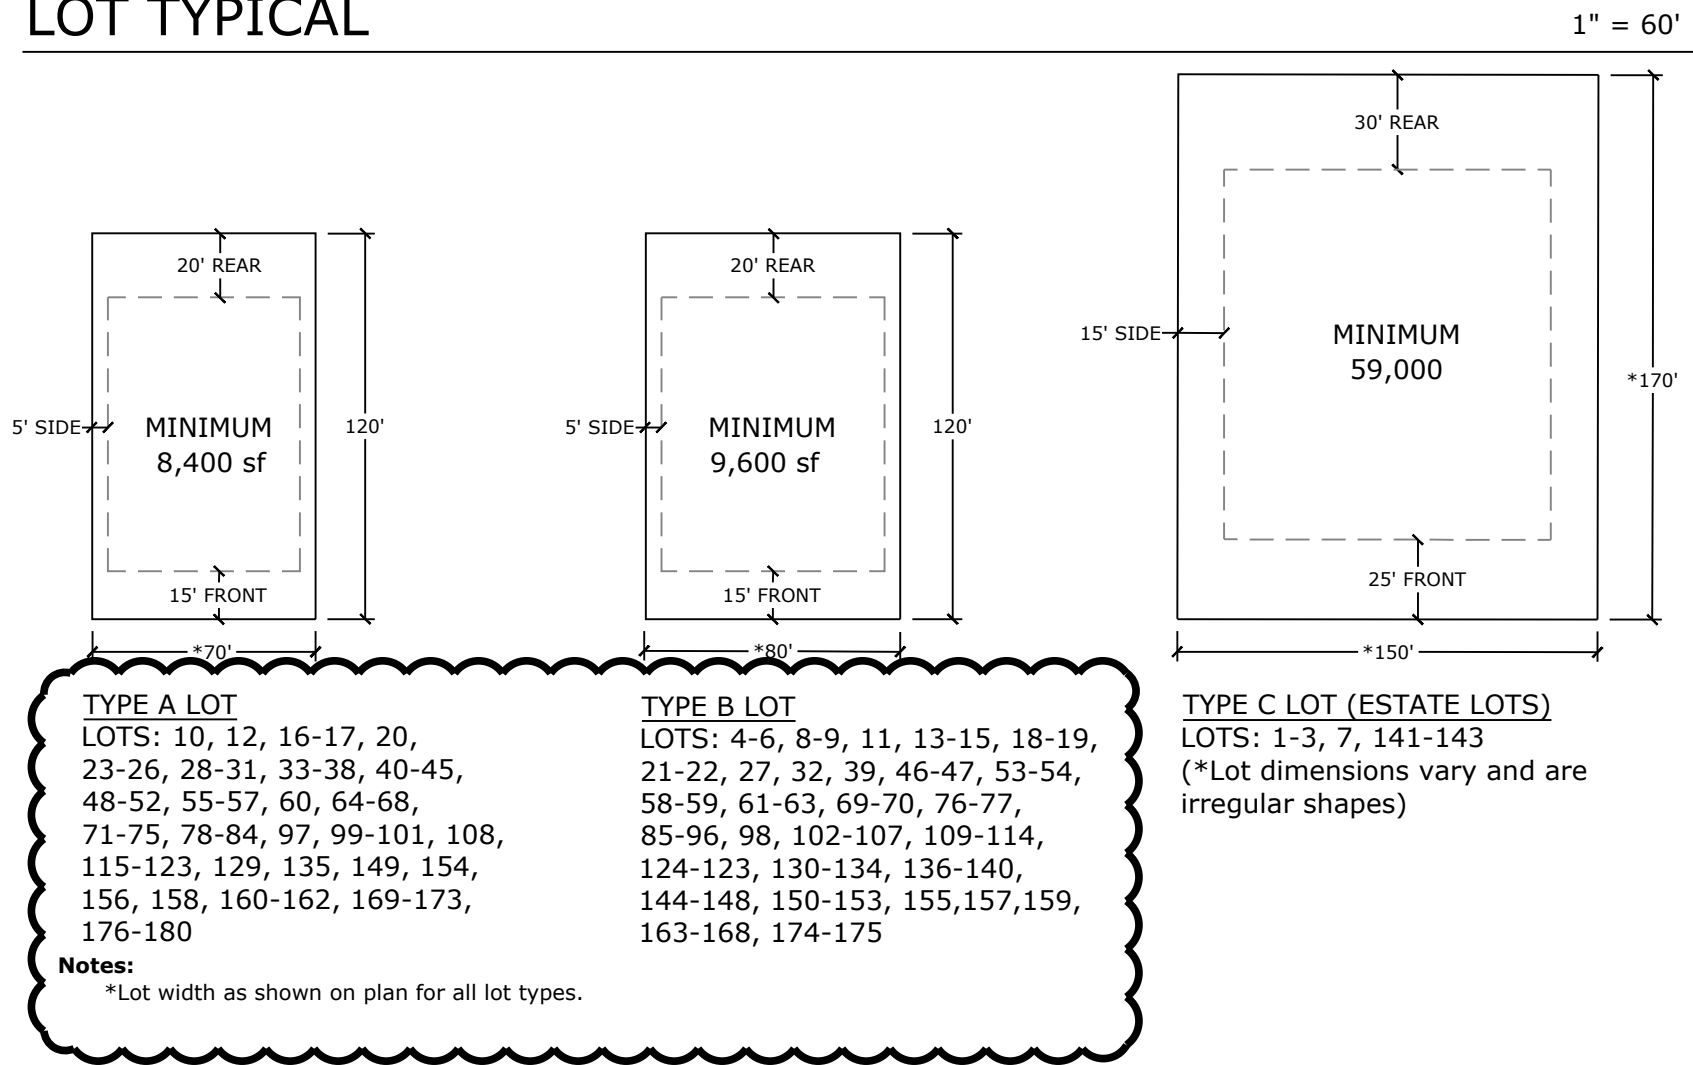 LOT TYPICAL
1" = 60'
20' REAR
5' SIDE
MINIMUM
8,400 sf
120'
15' FRONT
*70'
20' REAR
5' SIDE
MINIMUM
9,600 sf
120'
15' FRONT
*80'
30' REAR
15' SIDE
MINIMUM
59,000
*170'
25' FRONT
*150'
TYPE A LOT
LOTS: 10, 12, 16-17, 20,
23-26, 28-31, 33-38, 40-45,
48-52, 55-57, 60, 64-68,
71-75, 78-84, 97, 99-101, 108,
115-123, 129, 135, 149, 154,
156, 158, 160-162, 169-173,
176-180
TYPE B LOT
LOTS: 4-6, 8-9, 11, 13-15, 18-19,
21-22, 27, 32, 39, 46-47, 53-54,
58-59, 61-63, 69-70, 76-77,
85-96, 98, 102-107, 109-114,
124-123, 130-134, 136-140,
144-148, 150-153, 155,157,159,
163-168, 174-175
TYPE C LOT (ESTATE LOTS)
LOTS: 1-3, 7, 141-143
(*Lot dimensions vary and are
irregular shapes)
Notes:
*Lot width as shown on plan for all lot types.